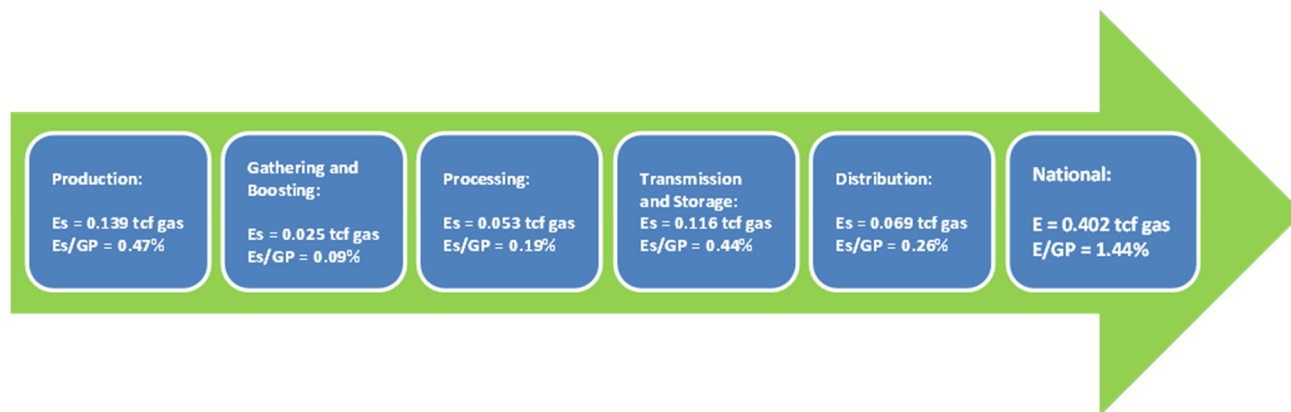 Production:
Es = 0.139 tcf gas
Es/GP = 0.47%
Gathering and
Boosting:
Es = 0.025 tcf gas
Es/GP = 0.09%
Processing:
Es = 0.053 tcf gas
Es/GP = 0.19%
Transmission
and Storage:
Es = 0.116 tcf gas
Es/GP = 0.44%
Distribution:
Es = 0.069 tcf gas
Es/GP = 0.26%
National:
E = 0.402 tcf gas
E/GP = 1.44%